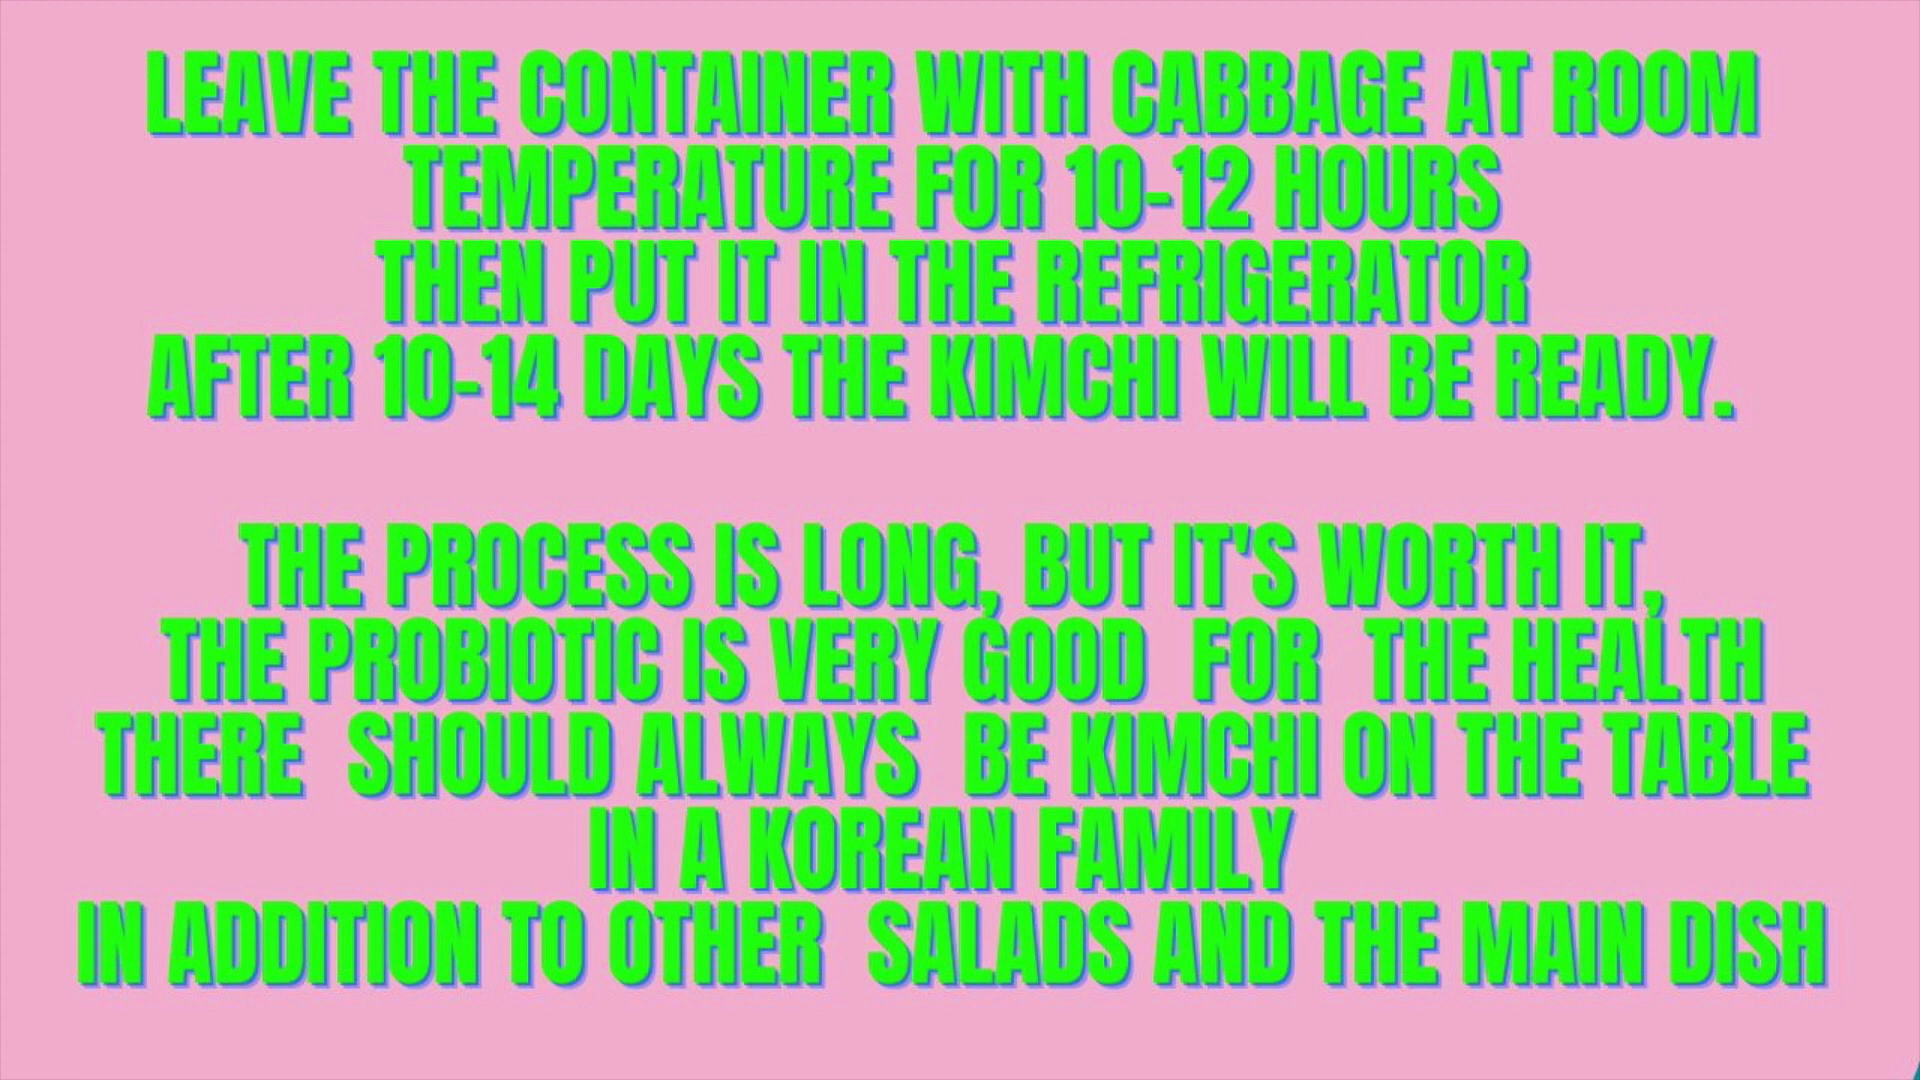 LEAVE THE CONTAINER WITH CABBAGE AT ROOM
TEMPERATURE FOR 10-12 HOURS
THEN PUT IT IN THE REFRIGERATOR
AFTER 10-14 DAYS THE KIMCHI WILL BE READY.
THE PROCESS IS LONG, BUT IT'S WORTH IT,
THE PROBIOTIC IS VERY GOOD FOR THE HEALTH
THERE SHOULD ALWAYS BE KIMCHI ON THE TABLE
IN A KOREAN FAMILY
IN ADDITION TO OTHER SALADS AND THE MAIN DISH